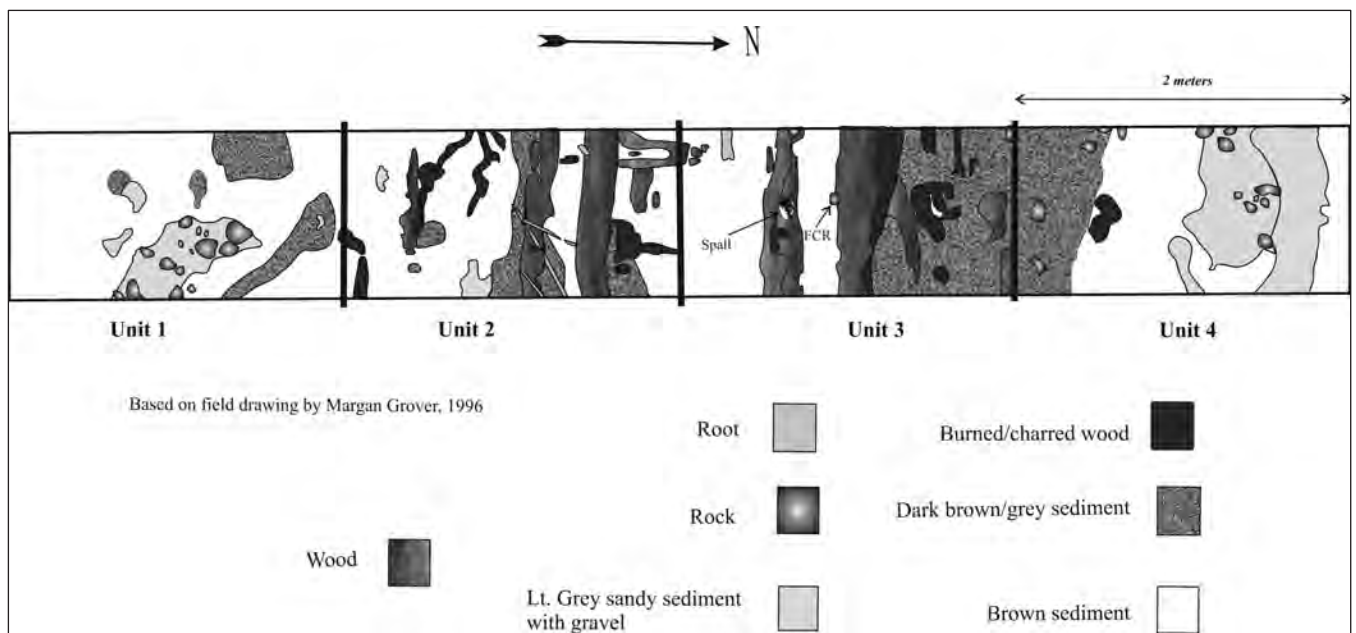 N
2 meters
Spall
FCR
Unit 1
Unit 2
Unit 3
Unit 4
Based on field drawing by Margan Grover, 1996
Root
Burned/charred wood
Rock
Dark brown/grey sediment
Wood
Lt. Grey sandy sediment
with gravel
Brown sediment